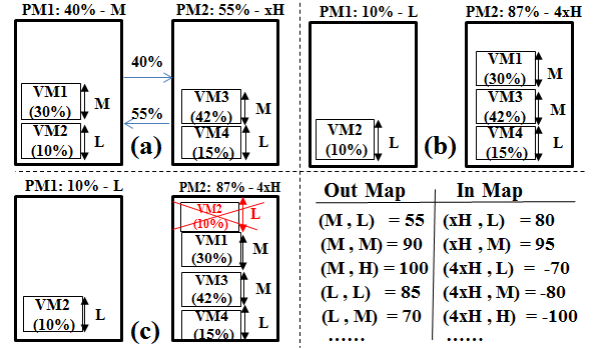 PM1: 40% - M
PM2: 55% - xH
40%
55%
VM1
(30%)
M
VM2
(10%)
L
(a)
VM3
(42%)
M
VM4
(15%)
L
PM1: 10% - L
PM2: 87% - 4xH
VM2
(10%)
L
(b)
VM1
(30%)
M
VM3
(42%)
M
VM4
(15%)
L
PM1: 10% - L
PM2: 87% - 4xH
VM2
(10%)
L
(c)
VM2
(10%)
L
VM1
(30%)
M
VM3
(42%)
M
VM4
(15%)
L
Out Map In Map
(M , L) = 55 (xH , L) = 80
(M , M) = 90 (xH , M) = 95
(M , H) = 100 (4xH , L) = -70
(L , L) = 85 (4xH , M) = -80
(L , M) = 70 (4xH , H) = -100
...... ......